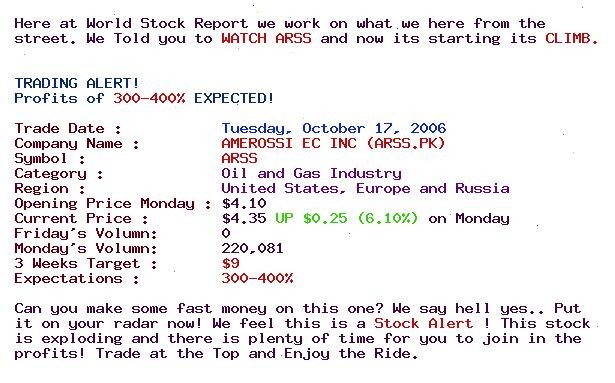 Here at World Stock Report we work on what we here from the
street. We Told you to WATCH ARSS and now its starting its CLIMB.
TRADING ALERT!
Profits of 300-400% EXPECTED!
Trade Date : Tuesday, October 17, 2006
Company Name : AMEROSSI EC INC (ARSS.PK)
Symbol : ARSS
Category : Oil and Gas Industry
Region : United States, Europe and Russia
Opening Price Monday : $4.10
Current Price : $4.35 UP $0.25 (6.10%) on Monday
Friday's Volumn: 0
Monday's Volumn: 220,081
3 Weeks Target : $9
Expectations : 300-400%
Can you make some fast money on this one? We say hell yes.. Put
it on your radar now! We feel this is a Stock Alert ! This stock
is exploding and there is plenty of time for you to join in the
profits! Trade at the Top and Enjoy the Ride.